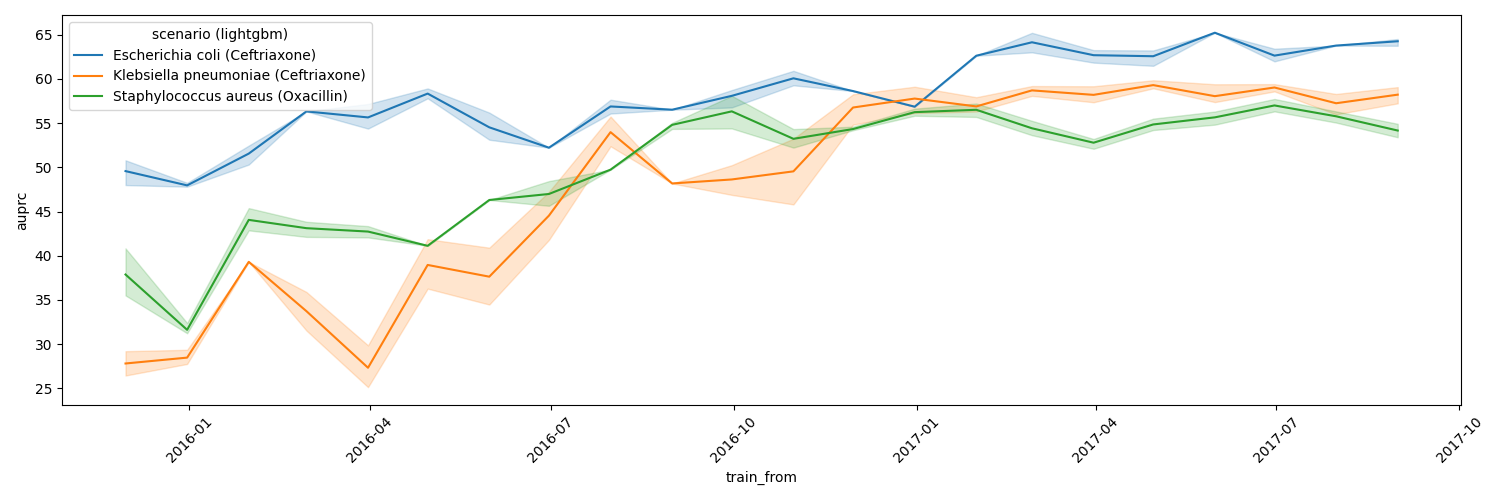 scenario (lightgbm)
Escherichia coli (Ceftriaxone)
Klebsiella pneumoniae (Ceftriaxone)
Staphylococcus aureus (Oxacillin)
65
60
55
50
45
40
35
30
25
auprc
2016-01
2016-04
2016-07
2016-10
2017-01
2017-04
2017-07
2017-10
train_from